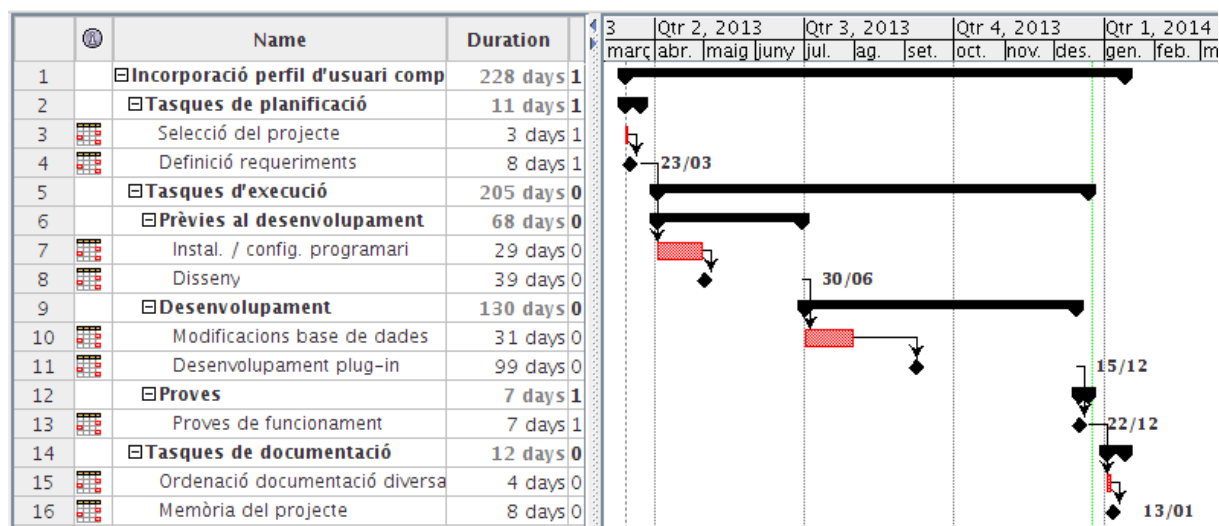 Name Duration 3 Qtr 2, 2013 Qtr 3, 2013 Qtr 4, 2013 Qtr 1, 2014
març abr. maig juny jul. ag. set. oct. nov. des. gen. feb. m
1 Incorporació perfil d'usuari comp 228 days 1
2 Tasques de planificació 11 days 1
3 Selecció del projecte 3 days 1
4 Definició requeriments 8 days 1 23/03
5 Tasques d'execució 205 days 0
6 Prèvies al desenvolupament 68 days 0
7 Instal. / config. programari 29 days 0
8 Disseny 39 days 0 30/06
9 Desenvolupament 130 days 0
10 Modificacions base de dades 31 days 0
11 Desenvolupament plug-in 99 days 0 15/12
12 Proves 7 days 1
13 Proves de funcionament 7 days 1 22/12
14 Tasques de documentació 12 days 0
15 Ordenació documentació diversa 4 days 0
16 Memòria del projecte 8 days 0 13/01